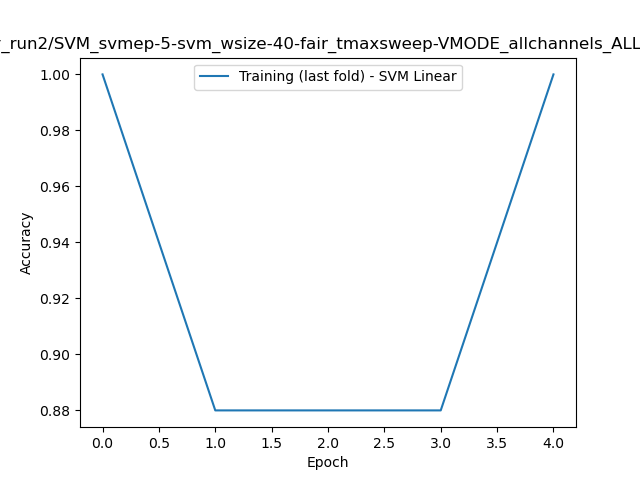 _run2/SVM_svmep-5-svm_wsize-40-fair_tmaxsweep-VMODE_allchannels_ALL
Training (last fold) - SVM Linear
1.00
0.98
0.96
0.94
0.92
0.90
0.88
Accuracy
0.0 0.5 1.0 1.5 2.0 2.5 3.0 3.5 4.0
Epoch